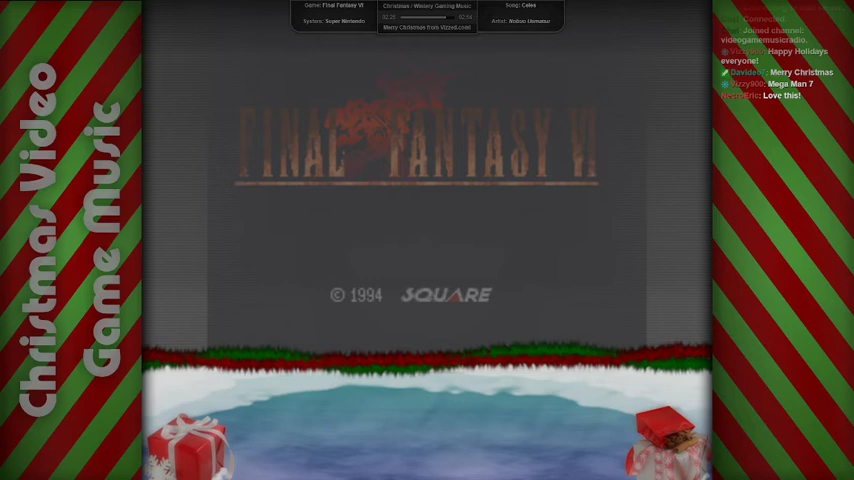 Game: Final Fantasy VI
System: Super Nintendo
Christmas / Wintery Gaming Music
02:25 02:54
Merry Christmas from Vizzed.com!
Song: Celes
Artist: Nobuo Uematsu
Connected.
Joined channel:
videogamemusicradio.
Happy Holidays
everyone!
Davideo7: Merry Christmas
Vizzy900: Mega Man 7
Love this!
Christmas Video
Game Music
FINAL FANTASY VI
© 1994 SQUARE